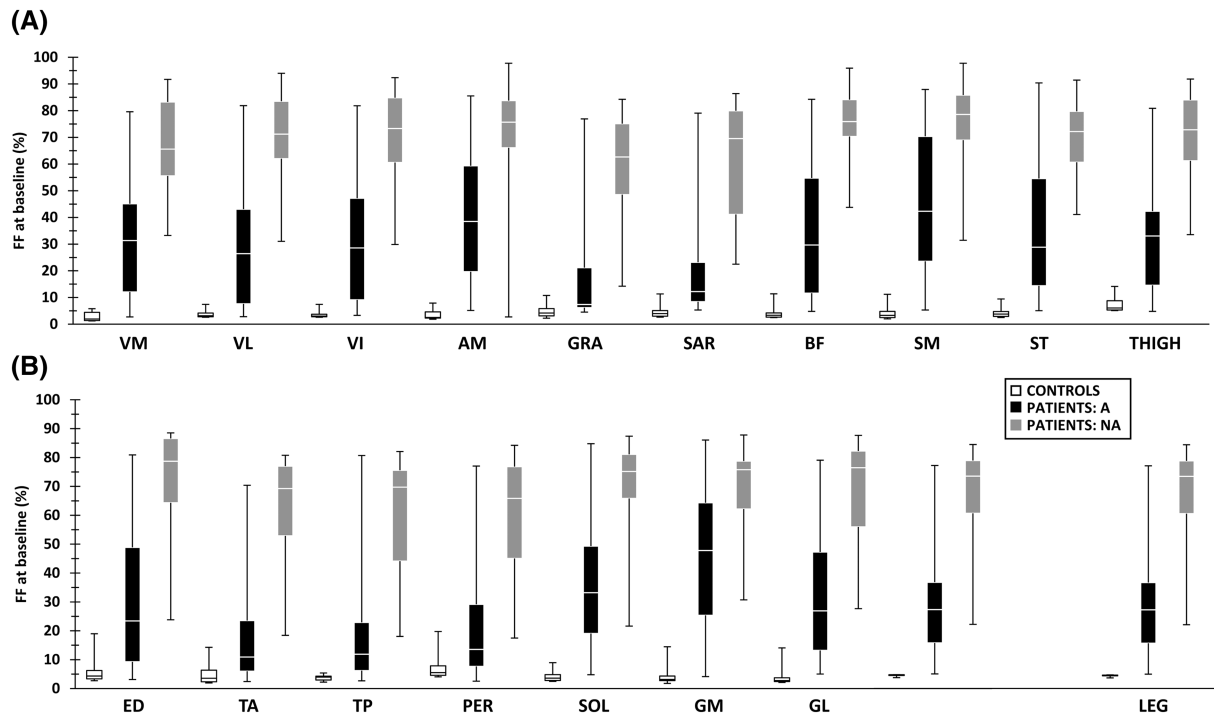 (A)
FF at baseline (%)
100
90
80
70
60
50
40
30
20
10
0
VM VL VI AM GRA SAR BF SM ST THIGH
(B)
CONTROLS
PATIENTS: A
PATIENTS: NA
FF at baseline (%)
100
90
80
70
60
50
40
30
20
10
0
ED TA TP PER SOL GM GL LEG